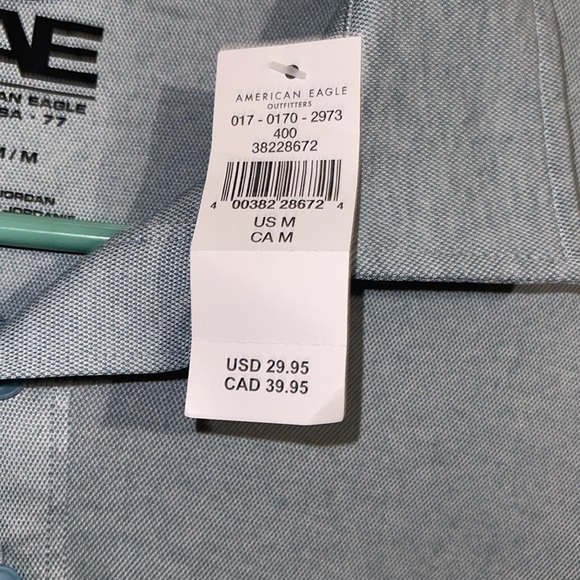 AE
AN EAGLE
SA - 77
M / M
JORDAN
JORDANIE
AMERICAN EAGLE
OUTFITTERS
017 - 0170 - 2973
400
38228672
4 00382 28672 4
US M
CA M
USD 29.95
CAD 39.95